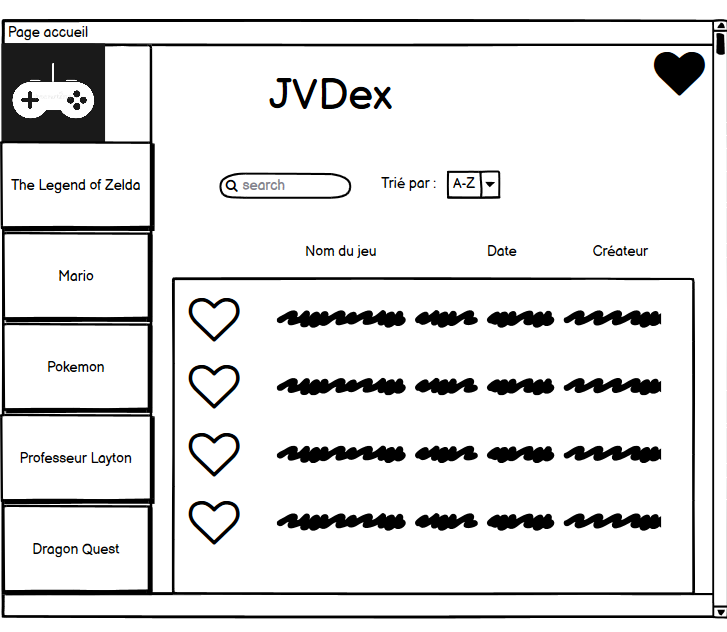 Page accueil
JVDex
search
Trié par :
A-Z
Nom du jeu
Date
Créateur
The Legend of Zelda
Mario
Pokemon
Professeur Layton
Dragon Quest